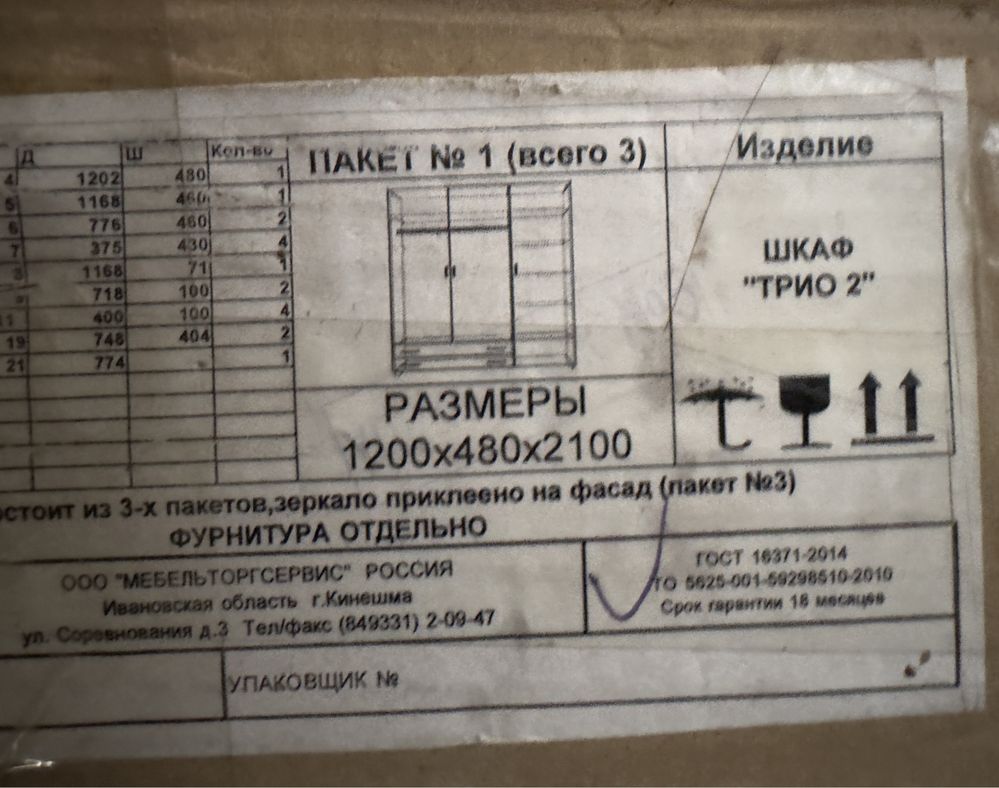 Д Ш Кол-во
4 1202 480 1
5 1168 460 1
6 776 460 2
7 375 430 4
1168 71 1
718 100 2
11 400 100 4
19 748 404 2
21 774 1
ПАКЕТ № 1 (всего 3)
РАЗМЕРЫ
1200х480х2100
Изделие
ШКАФ
"ТРИО 2"
остоит из 3-х пакетов,зеркало приклеено на фасад (пакет №3)
ФУРНИТУРА ОТДЕЛЬНО
ООО "МЕБЕЛЬТОРГСЕРВИС" РОССИЯ
Ивановская область г.Кинешма
ул. Соревнования д.3 Тел/факс (849331) 2-09-47
ГОСТ 16371-2014
ТО 5625-001-59298510-2010
Срок гарантии 18 месяцев
УПАКОВЩИК №